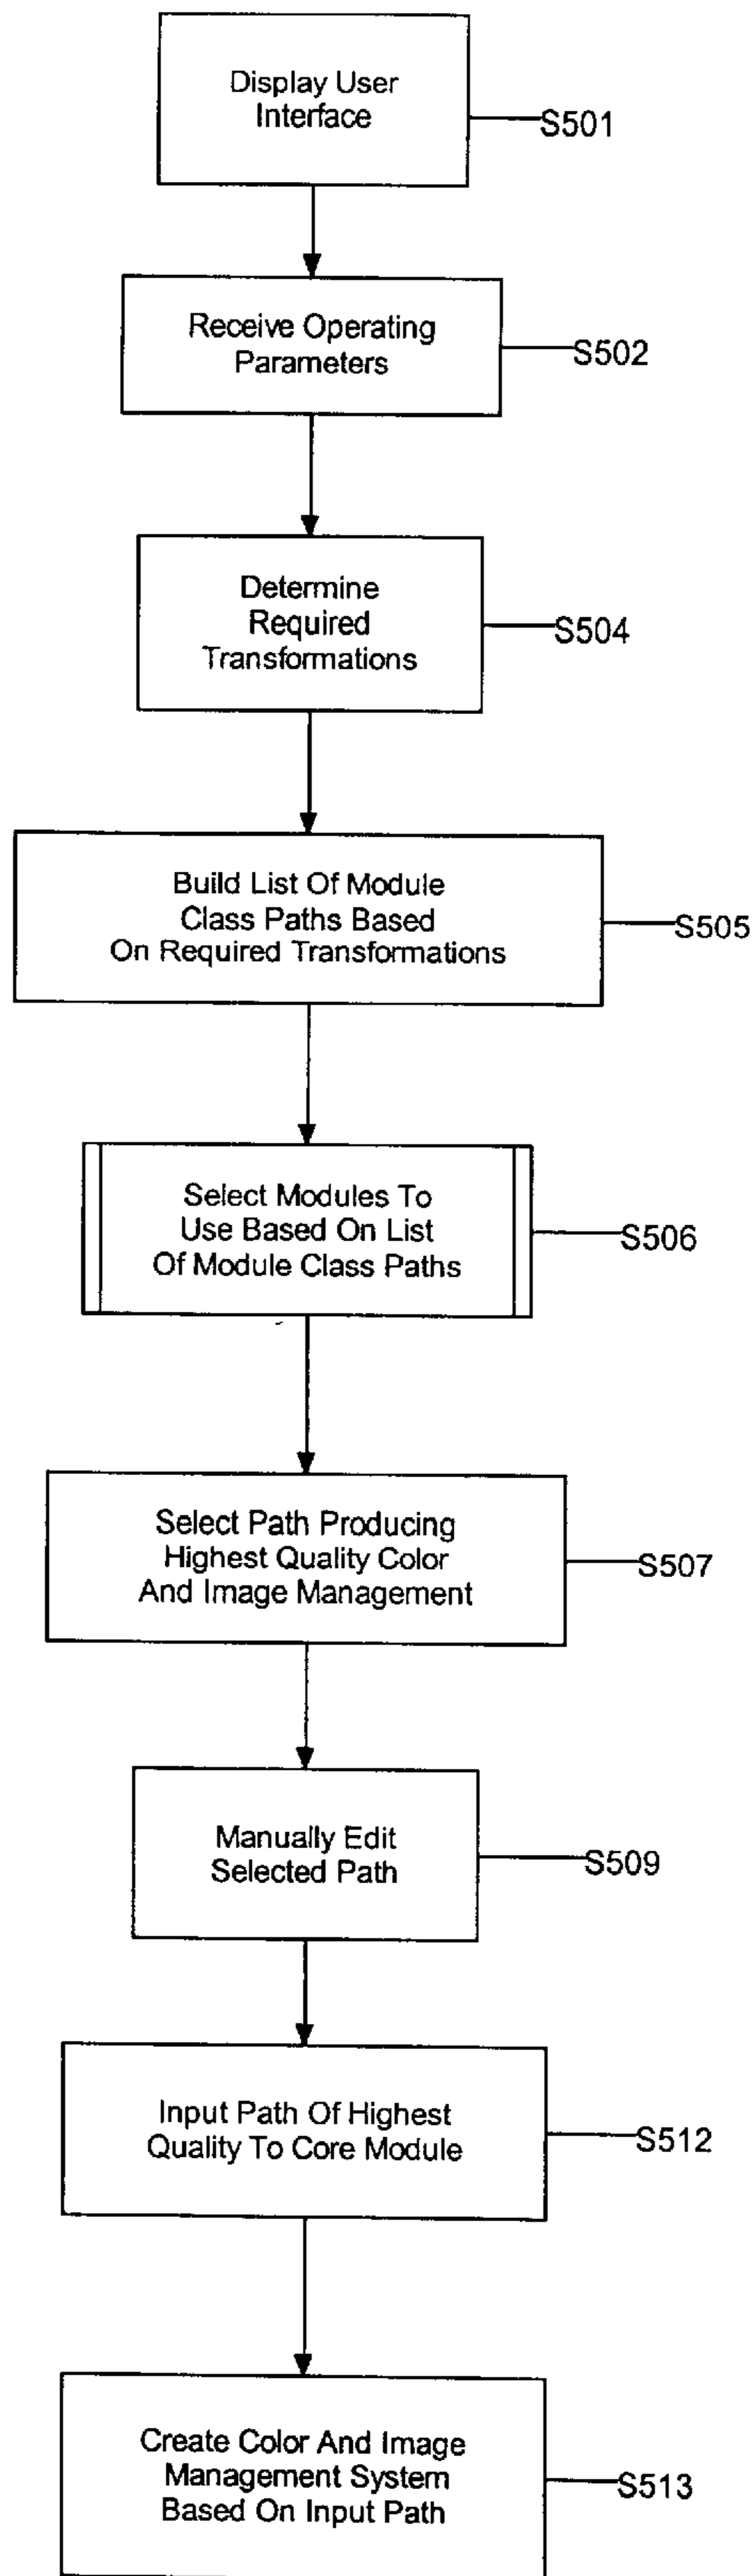 Display User
Interface
S501
Receive Operating
Parameters
S502
Determine
Required
Transformations
S504
Build List Of Module
Class Paths Based
On Required Transformations
S505
Select Modules To
Use Based On List
Of Module Class Paths
S506
Select Path Producing
Highest Quality Color
And Image Management
S507
Manually Edit
Selected Path
S509
Input Path Of Highest
Quality To Core Module
S512
Create Color And Image
Management System
Based On Input Path
S513